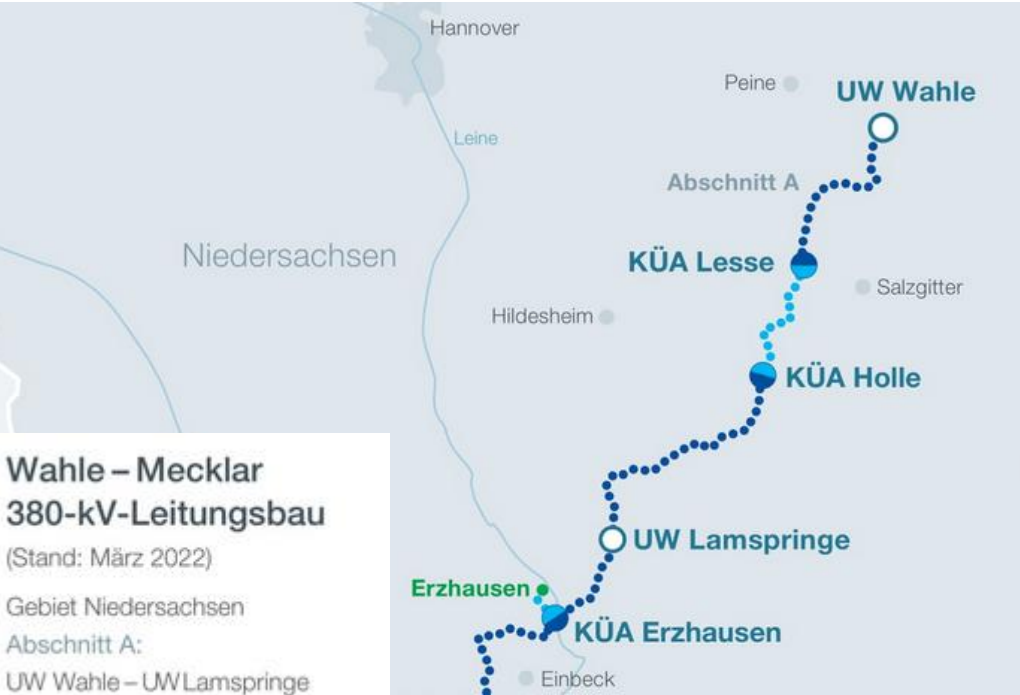 Hannover
Peine
UW Wahle
Leine
Abschnitt A
Niedersachsen
KÜA Lesse
Salzgitter
Hildesheim
KÜA Holle
Wahle – Mecklar
380-kV-Leitungsbau
(Stand: März 2022)
Gebiet Niedersachsen
Abschnitt A:
UW Wahle – UW Lamspringe
UW Lamspringe
Erzhausen
KÜA Erzhausen
Einbeck